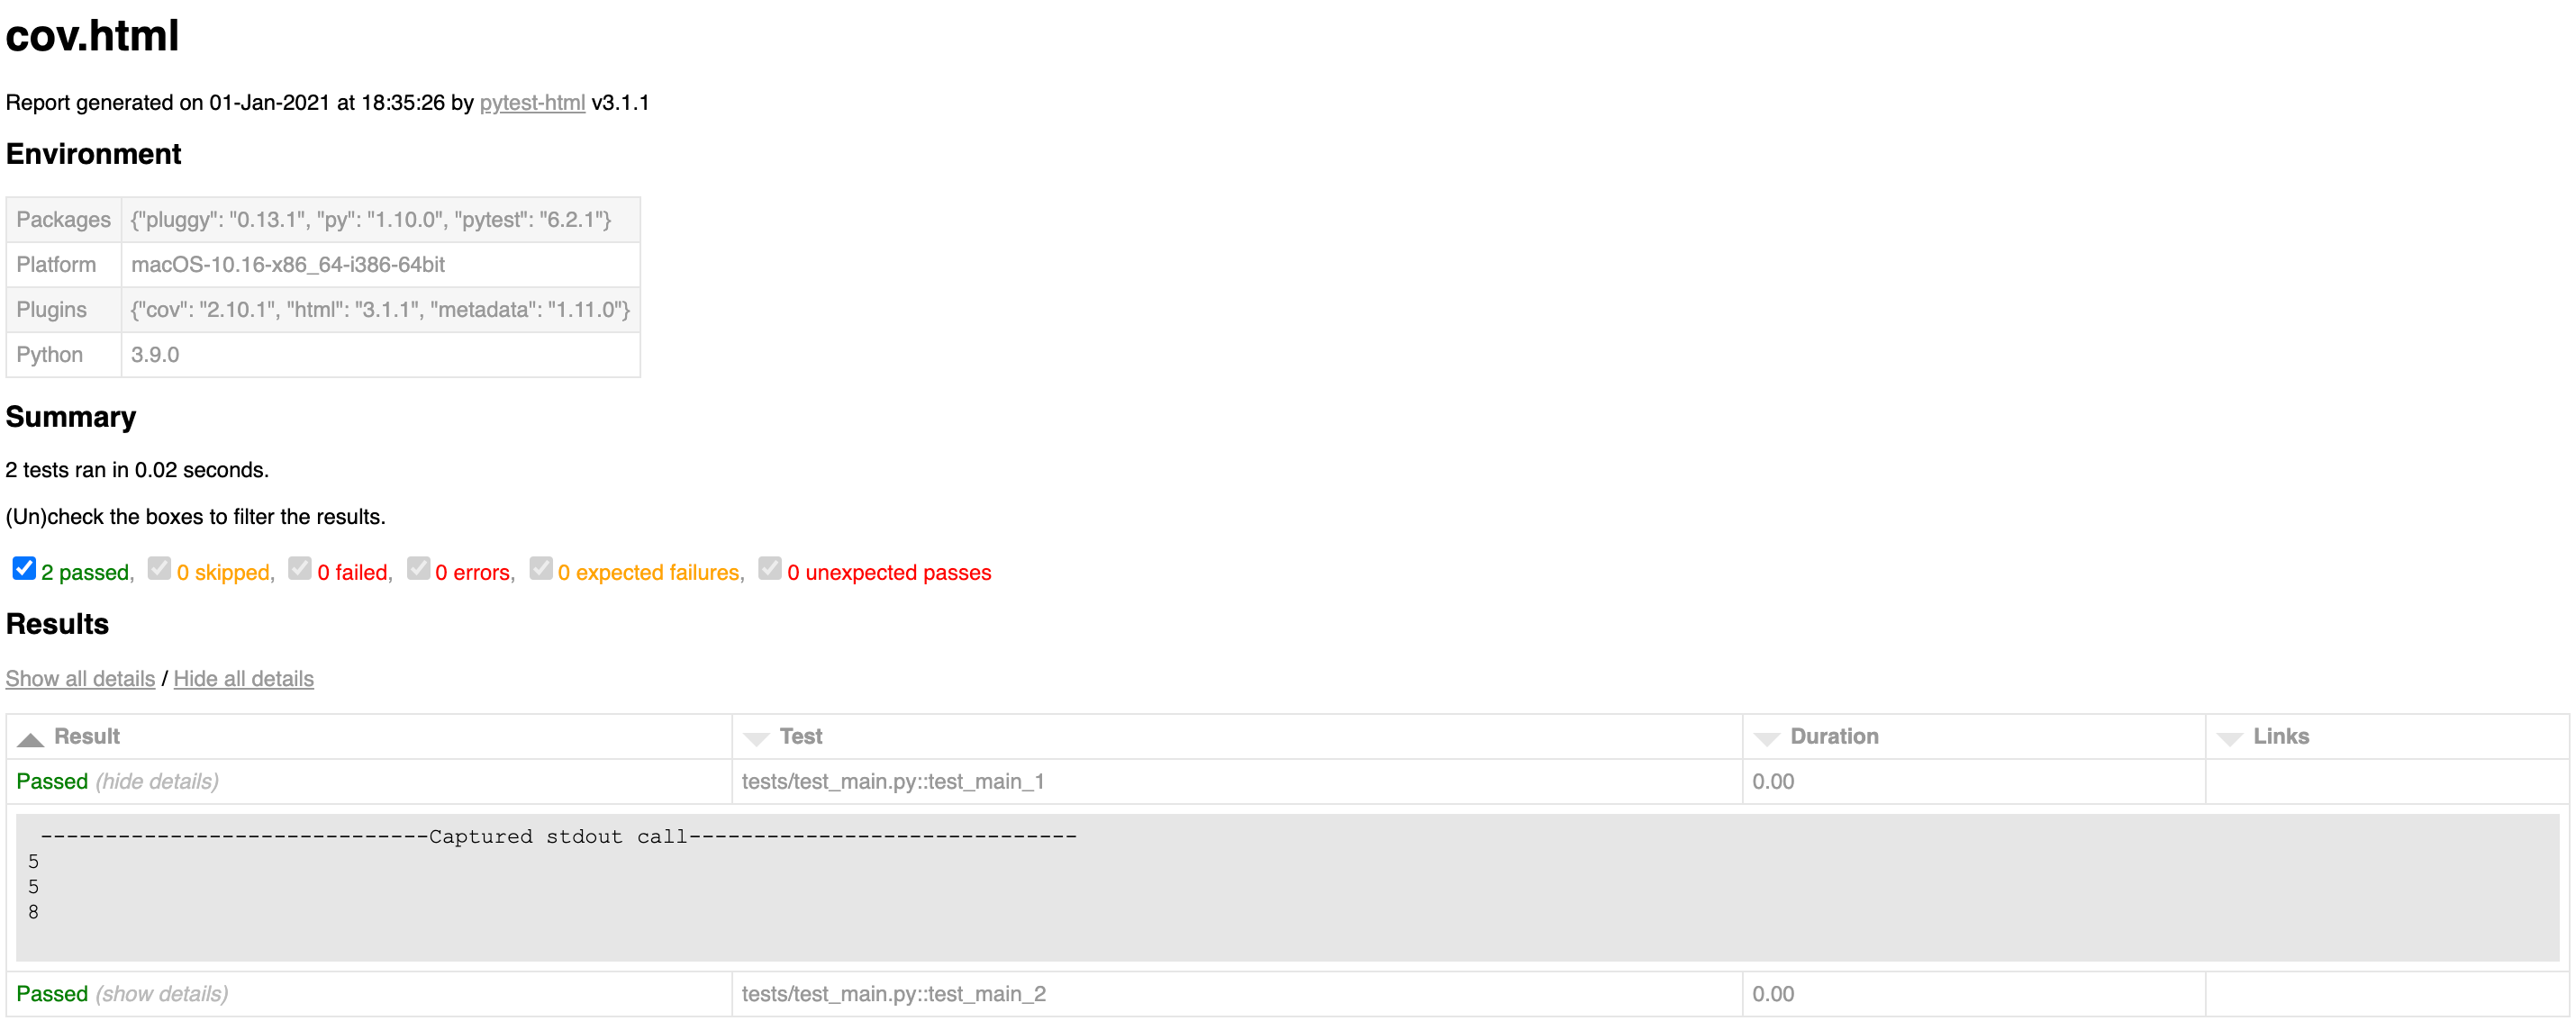 cov.html
Report generated on 01-Jan-2021 at 18:35:26 by pytest-html v3.1.1
Environment
Packages {"pluggy": "0.13.1", "py": "1.10.0", "pytest": "6.2.1"}
Platform macOS-10.16-x86_64-i386-64bit
Plugins {"cov": "2.10.1", "html": "3.1.1", "metadata": "1.11.0"}
Python 3.9.0
Summary
2 tests ran in 0.02 seconds.
(Un)check the boxes to filter the results.
2 passed, 0 skipped, 0 failed, 0 errors, 0 expected failures, 0 unexpected passes
Results
Show all details / Hide all details
Result Test Duration Links
Passed (hide details) tests/test_main.py::test_main_1 0.00
------------------------------Captured stdout call------------------------------
5
5
8
Passed (show details) tests/test_main.py::test_main_2 0.00